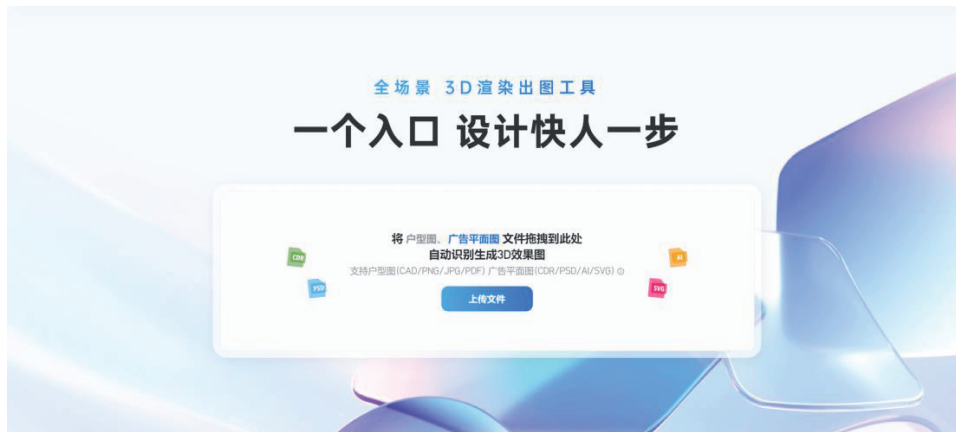 全场景 3D渲染出图工具
一个入口 设计快人一步
将 户型图、广告平面图 文件拖拽到此处
自动识别生成3D效果图
支持户型图(CAD/PNG/JPG/PDF) 广告平面图(CDR/PSD/AI/SVG)
CDR
AI
PSD
SVG
上传文件